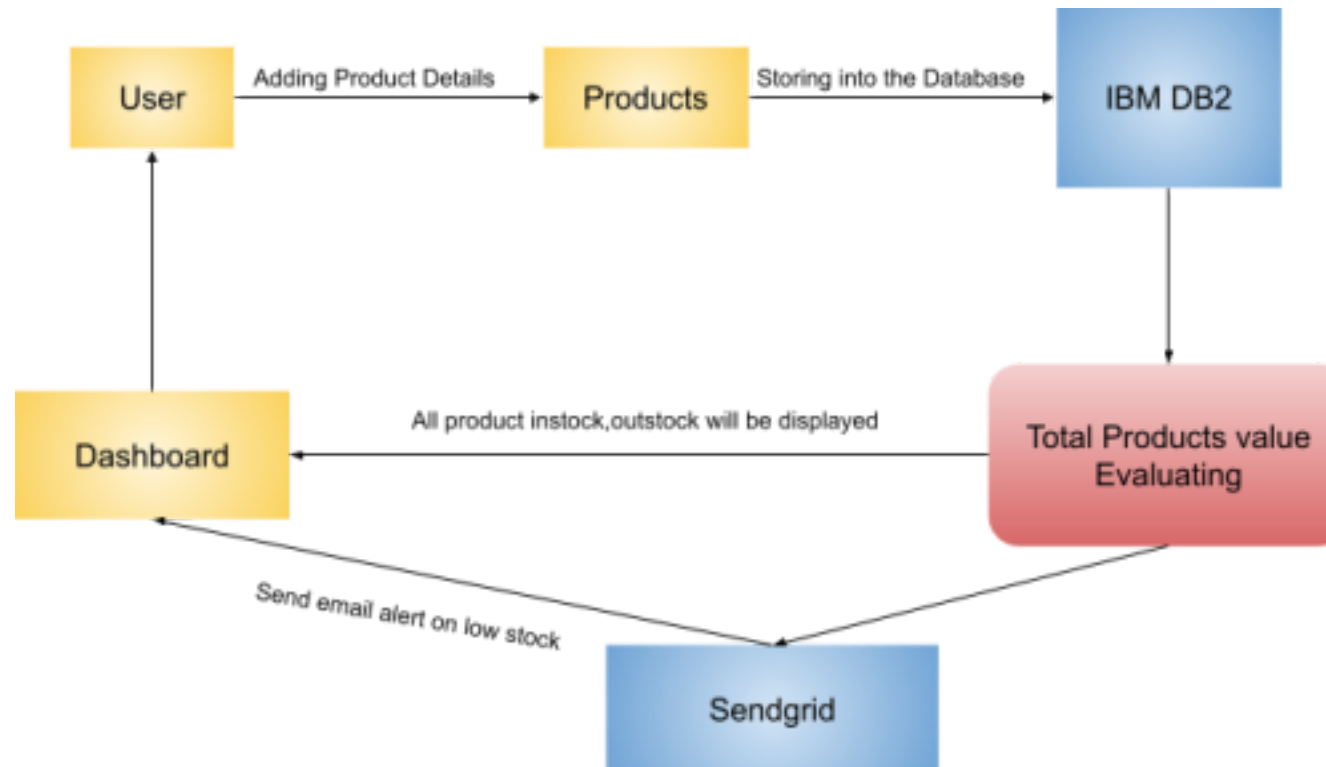 User
Adding Product Details
Products
Storing into the Database
IBM DB2
All product instock,outstock will be displayed
Dashboard
Total Products value
Evaluating
Send email alert on low stock
Sendgrid